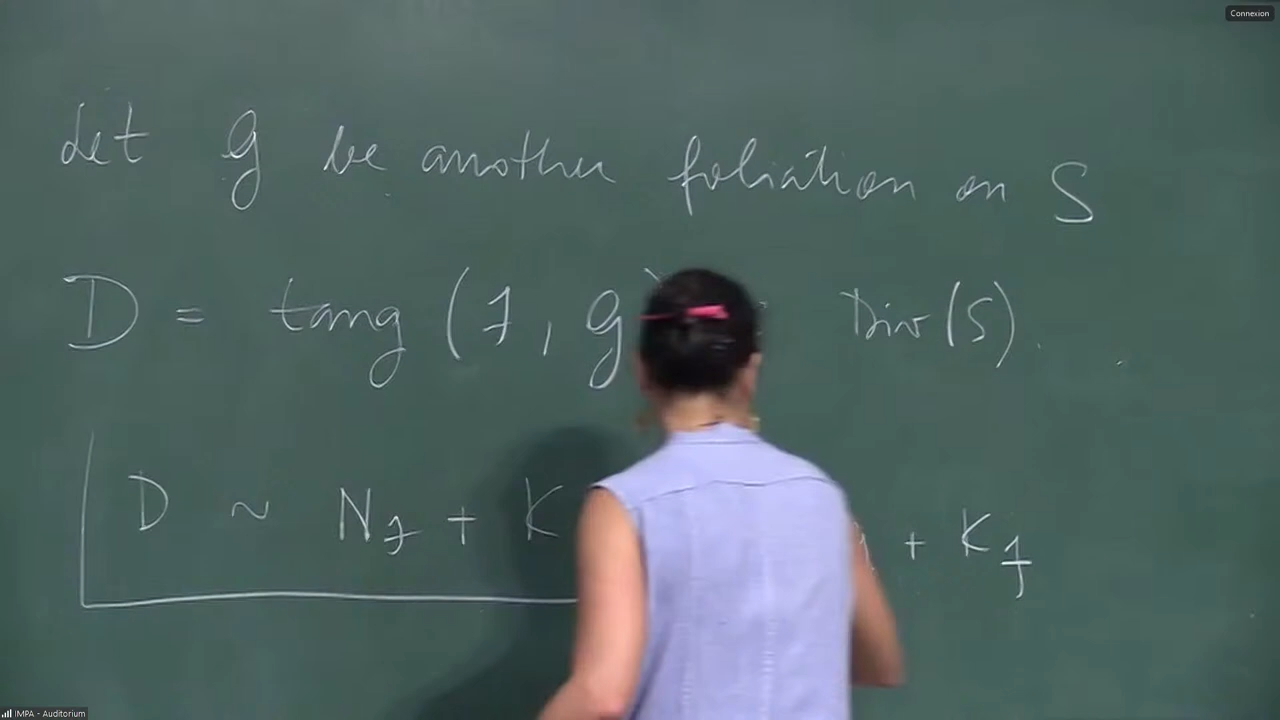 Connexion
Let G be another foliation on S
D = tang (F, G) Div(S).
D ~ N_F + K + K_F
IMPA - Auditorium